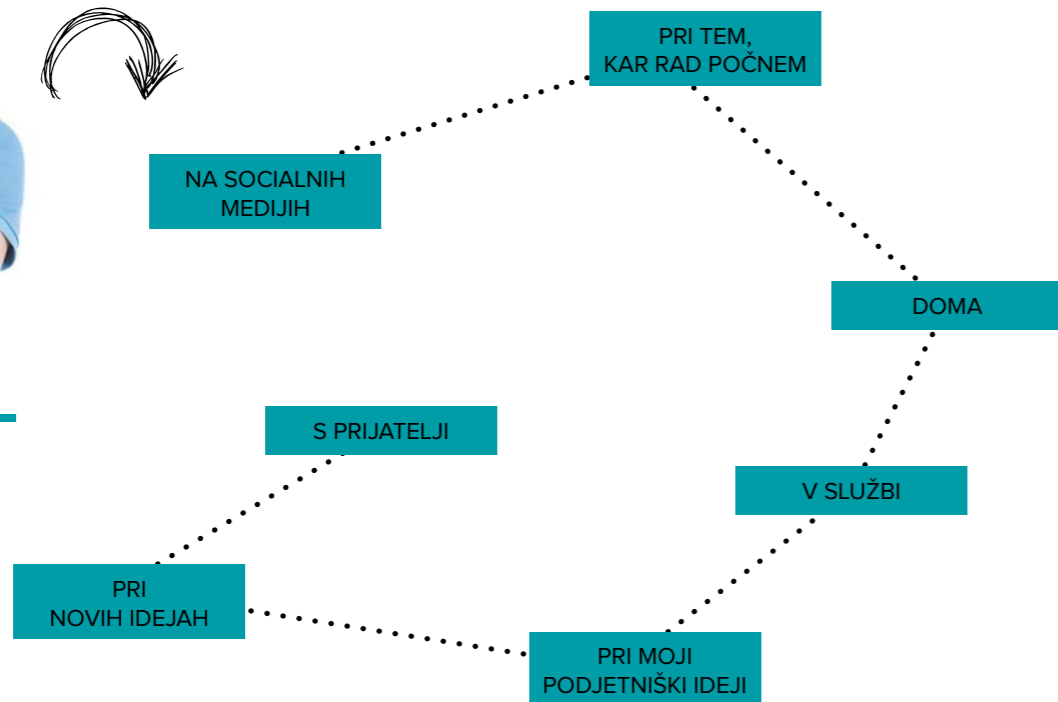 PRI TEM,
KAR RAD POČNEM
NA SOCIALNIH
MEDIJIH
DOMA
S PRIJATELJI
V SLUŽBI
PRI
NOVIH IDEJAH
PRI MOJI
PODJETNIŠKI IDEJI